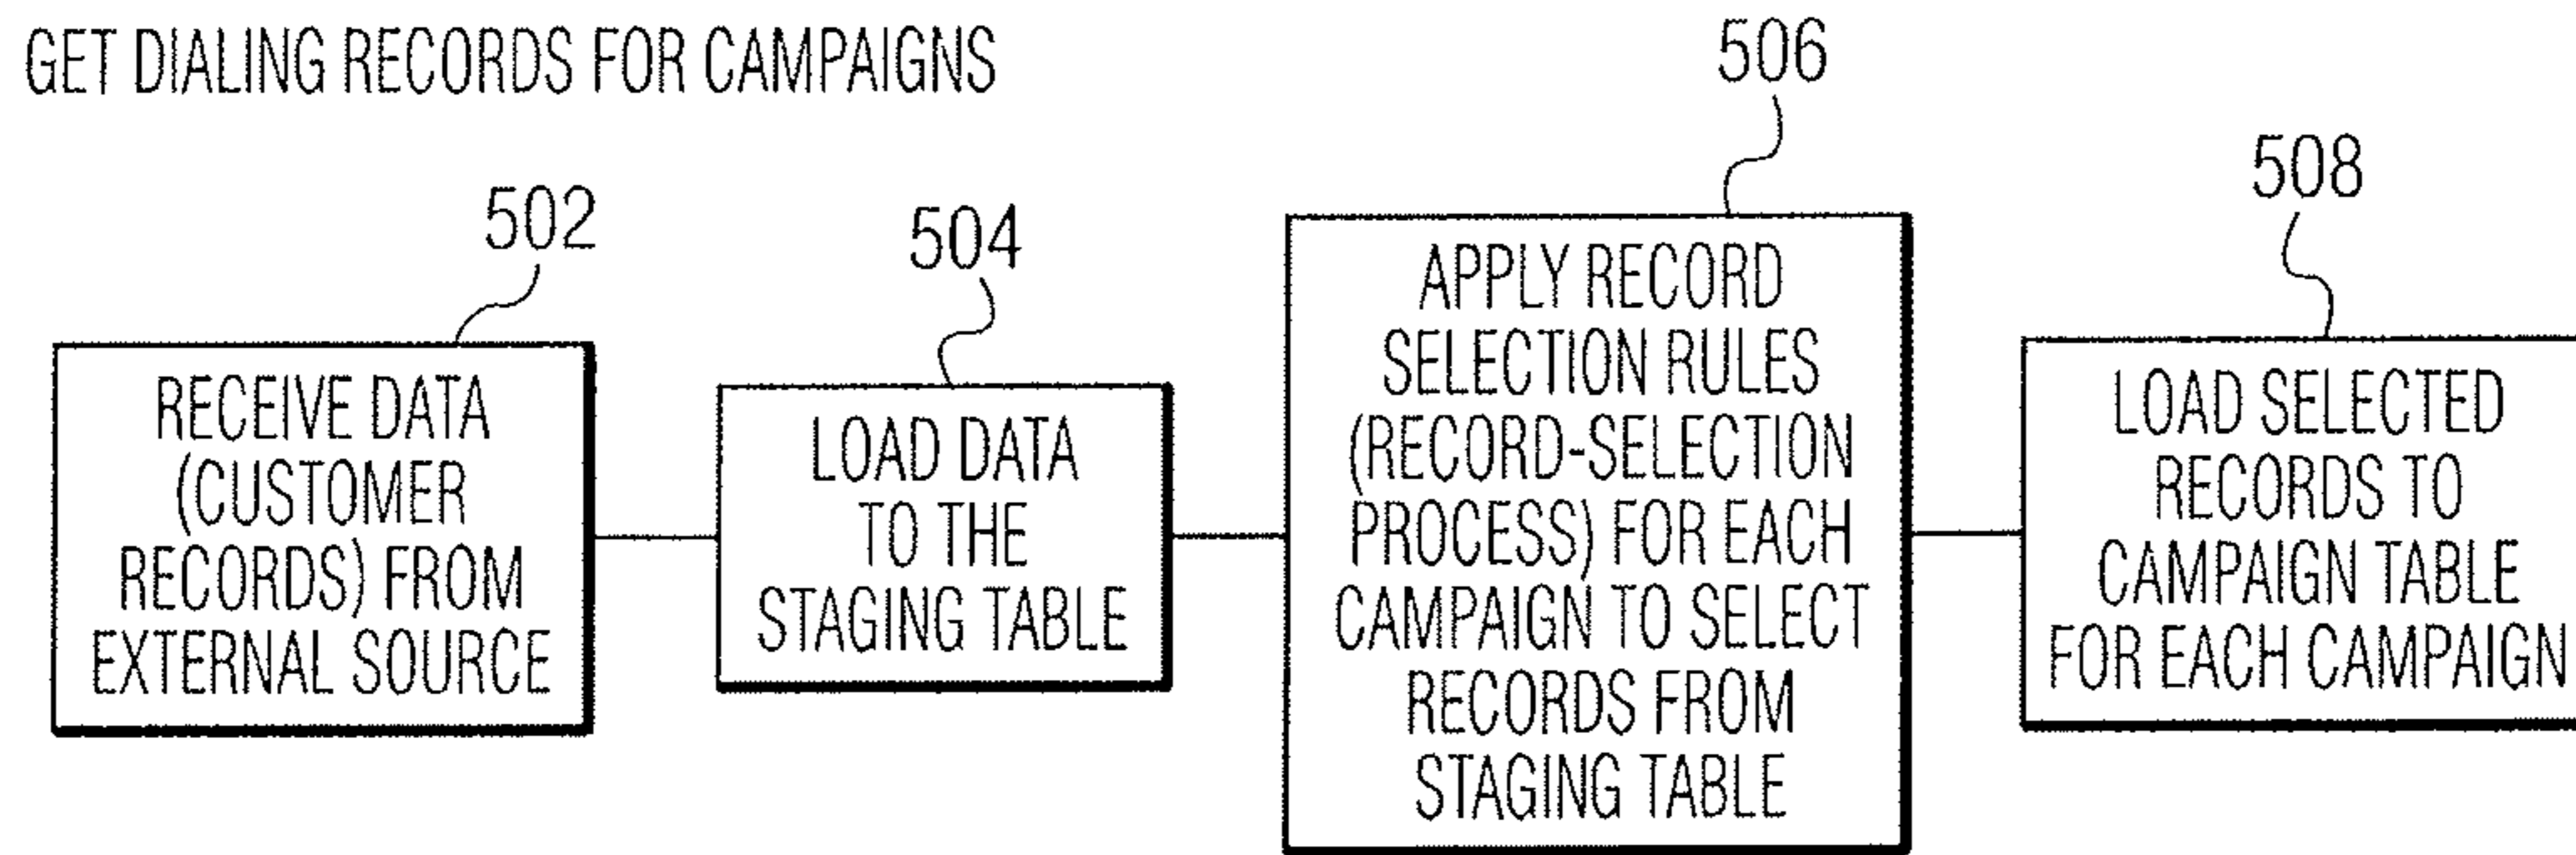 GET DIALING RECORDS FOR CAMPAIGNS
502
RECEIVE DATA
(CUSTOMER
RECORDS) FROM
EXTERNAL SOURCE
504
LOAD DATA
TO THE
STAGING TABLE
506
APPLY RECORD
SELECTION RULES
(RECORD-SELECTION
PROCESS) FOR EACH
CAMPAIGN TO SELECT
RECORDS FROM
STAGING TABLE
508
LOAD SELECTED
RECORDS TO
CAMPAIGN TABLE
FOR EACH CAMPAIGN